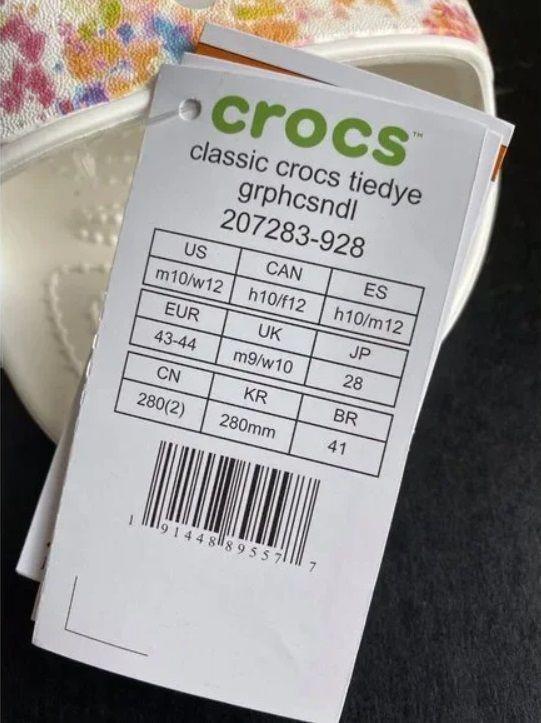 crocs™
classic crocs tiedye
grphcsndl
207283-928
US CAN ES
m10/w12 h10/f12 h10/m12
EUR UK JP
43-44 m9/w10 28
CN KR BR
280(2) 280mm 41
1 91448 89557 7